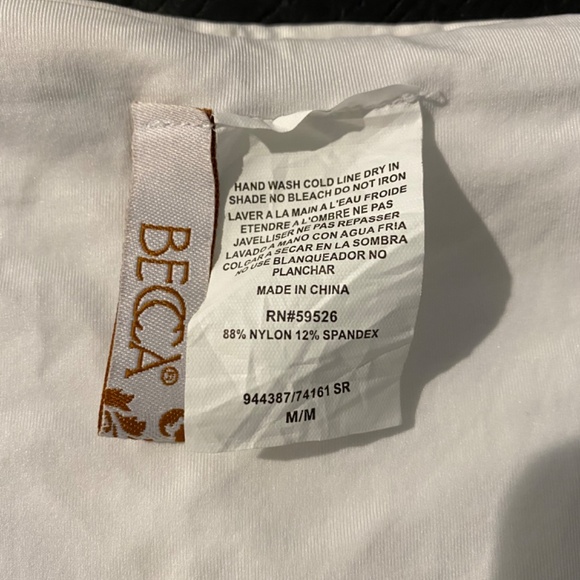 BECCA®
HAND WASH COLD LINE DRY IN
SHADE NO BLEACH DO NOT IRON
LAVER A LA MAIN A L'EAU FROIDE
ETENDRE A L'OMBRE NE PAS
JAVELLISER NE PAS REPASSER
LAVADO A MANO CON AGUA FRIA
COLGAR A SECAR EN LA SOMBRA
NO USE BLANQUEADOR NO
PLANCHAR
MADE IN CHINA
RN#59526
88% NYLON 12% SPANDEX
944387/74161 SR
M/M